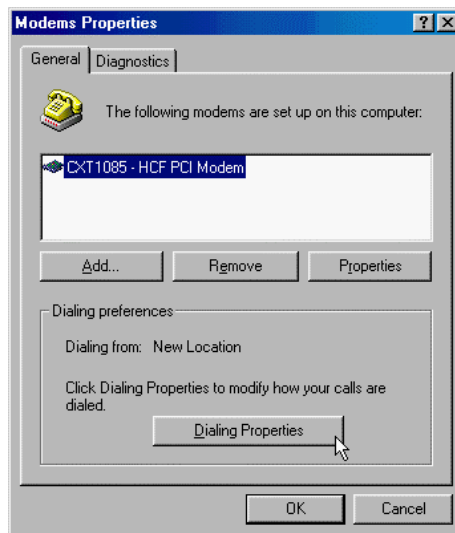 Modems Properties
General
Diagnostics
The following modems are set up on this computer:
CXT1085 - HCF PCI Modem
Add...
Remove
Properties
Dialing preferences
Dialing from: New Location
Click Dialing Properties to modify how your calls are
dialed.
Dialing Properties
OK
Cancel